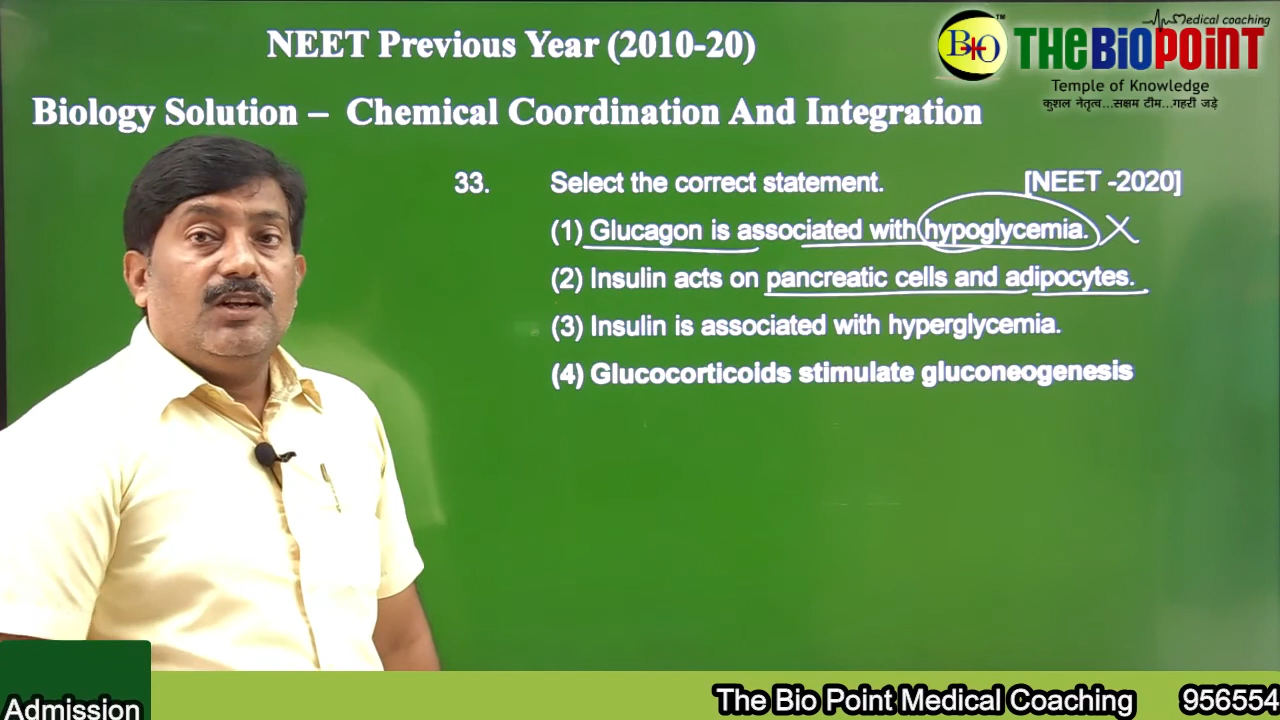 NEET Previous Year (2010-20)
Medical coaching
BIO THE BIO POINT TM
Temple of Knowledge
कुशल नेतृत्व...सक्षम टीम...गहरी जड़े
Biology Solution – Chemical Coordination And Integration
33. Select the correct statement. [NEET -2020]
(1) Glucagon is associated with hypoglycemia.
(2) Insulin acts on pancreatic cells and adipocytes.
(3) Insulin is associated with hyperglycemia.
(4) Glucocorticoids stimulate gluconeogenesis
Admission
The Bio Point Medical Coaching 956554